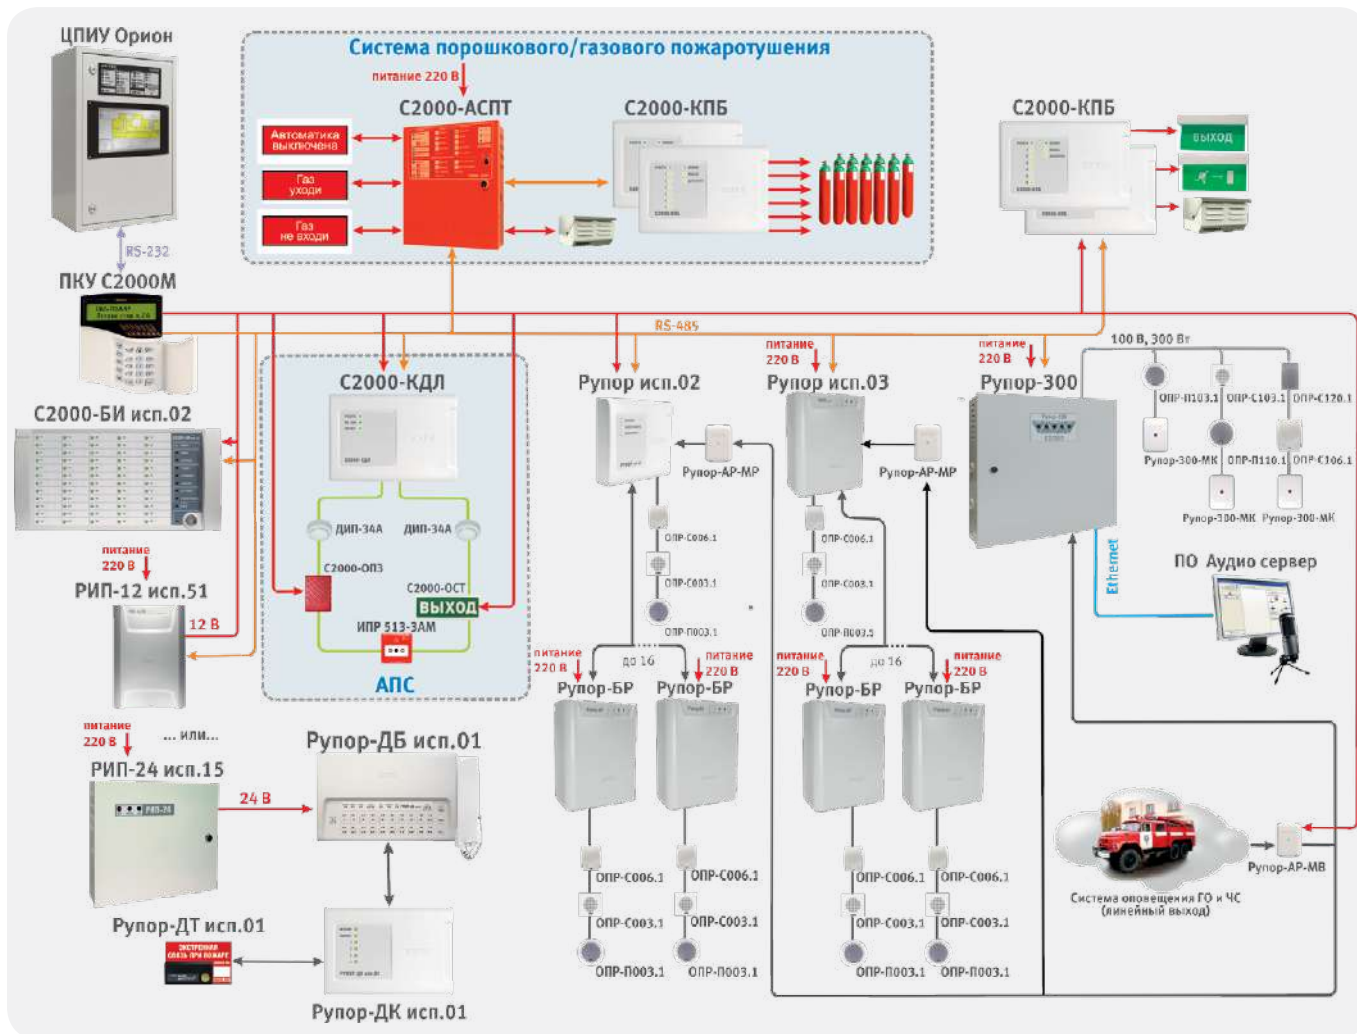 ЦПИУ Орион
RS-232
ПКУ С2000М
С2000-БИ исп.02
питание
220 В
РИП-12 исп.51
12 В
питание
220 В
... или...
РИП-24 исп.15
РИП-24
24 В
Рупор-ДБ исп.01
Рупор-ДТ исп.01
ЭКСТРЕННАЯ
СВЯЗЬ ПРИ ПОЖАРЕ
Рупор-ДК исп.01
Система порошкового/газового пожаротушения
питание 220 В
С2000-АСПТ
С2000-КПБ
Автоматика
выключена
Газ
уходи
Газ
не входи
С2000-КПБ
ВЫХОД
RS-485
С2000-КДЛ
ДИП-34А
ДИП-34А
С2000-ОПЗ
С2000-ОСТ
ВЫХОД
ИПР 513-3АМ
АПС
Рупор исп.02
Рупор-АР-МР
ОПР-С006.1
ОПР-С003.1
ОПР-П003.1
до 16
питание
220 В
питание
220 В
Рупор-БР
Рупор-БР
ОПР-С006.1
ОПР-С006.1
ОПР-С003.1
ОПР-С003.1
ОПР-П003.1
ОПР-П003.1
питание
220 В
Рупор исп.03
Рупор-АР-МР
ОПР-С006.1
ОПР-С003.1
ОПР-П003.5
до 16
питание
220 В
питание
220 В
Рупор-БР
Рупор-БР
ОПР-С006.1
ОПР-С006.1
ОПР-С003.1
ОПР-С003.1
ОПР-П003.1
ОПР-П003.1
питание
220 В
Рупор-300
100 В, 300 Вт
ОПР-П103.1
ОПР-С103.1
ОПР-С120.1
Рупор-300-МК
ОПР-П110.1
ОПР-С106.1
Рупор-300-МК
Рупор-300-МК
Ethernet
ПО Аудио сервер
Рупор-АР-МВ
Система оповещения ГО и ЧС
(линейный выход)